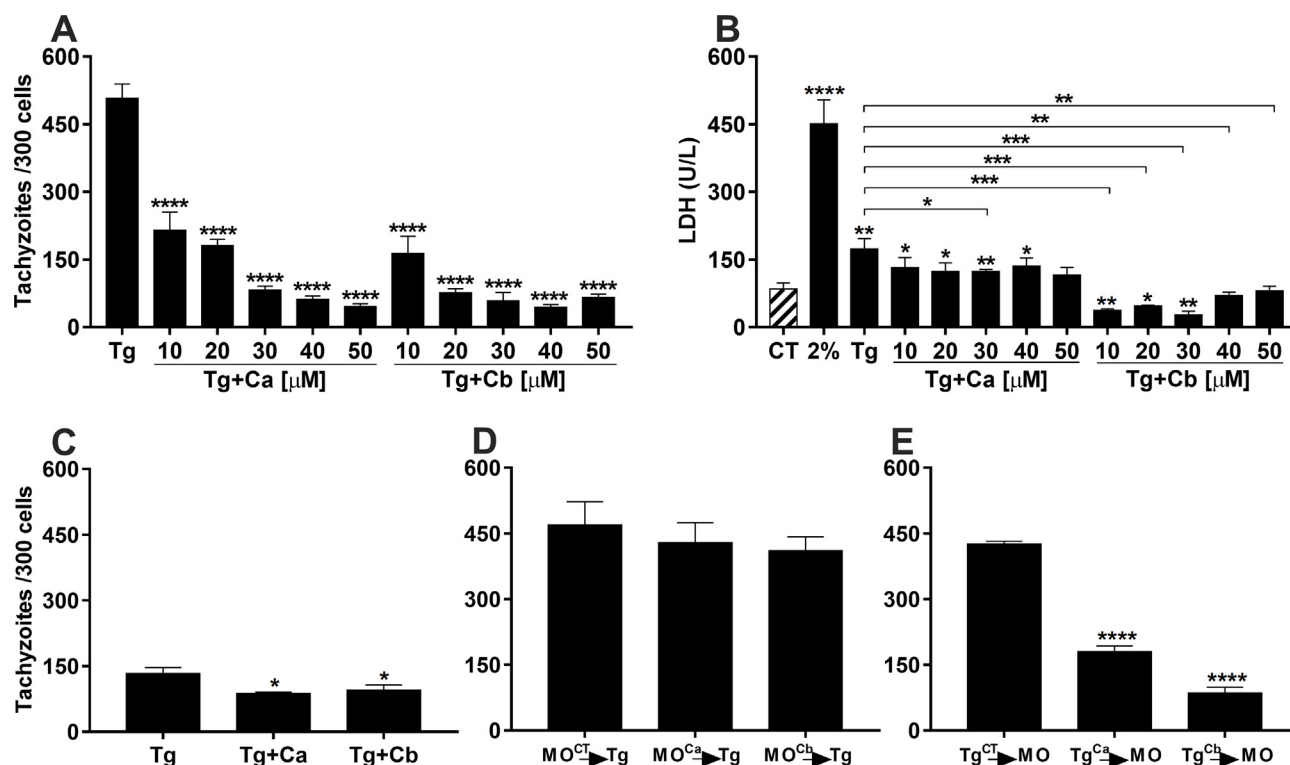 A
Tachyzoites /300 cells
600
450
300
150
0
**** **** **** **** **** **** **** **** **** ****
Tg 10 20 30 40 50 10 20 30 40 50
Tg+Ca [μM] Tg+Cb [μM]
B
LDH (U/L)
600
450
300
150
0
****
**
**
***
***
***
*
** * * ** * ** * **
CT 2% Tg 10 20 30 40 50 10 20 30 40 50
Tg+Ca [μM] Tg+Cb [μM]
C
Tachyzoites /300 cells
600
450
300
150
0
* *
Tg Tg+Ca Tg+Cb
D
600
450
300
150
0
MO^CT→Tg MO^Ca→Tg MO^Cb→Tg
E
600
450
300
150
0
**** ****
Tg^CT→MO Tg^Ca→MO Tg^Cb→MO